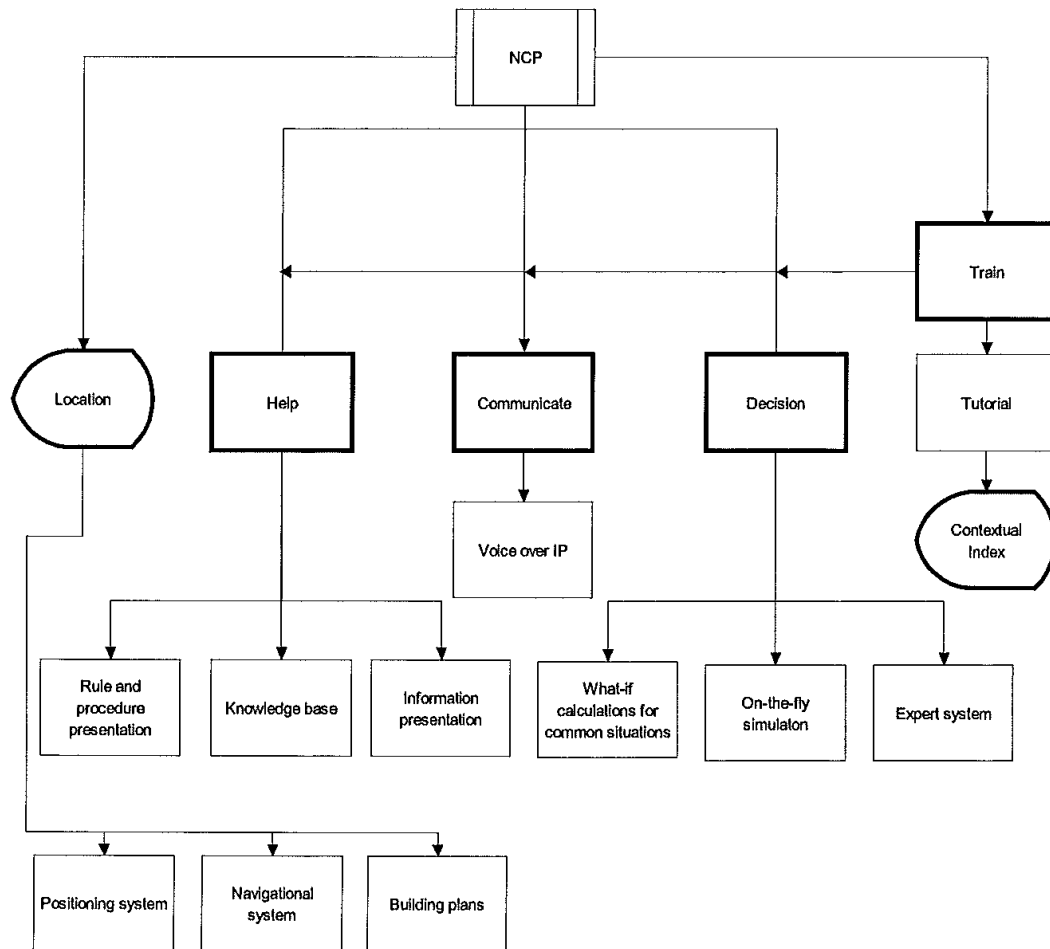 NCP
Train
Location
Help
Communicate
Decision
Tutorial
Voice over IP
Contextual
Index
Rule and
procedure
presentation
Knowledge base
Information
presentation
What-if
calculations for
common situations
On-the-fly
simulaton
Expert system
Positioning system
Navigational
system
Building plans